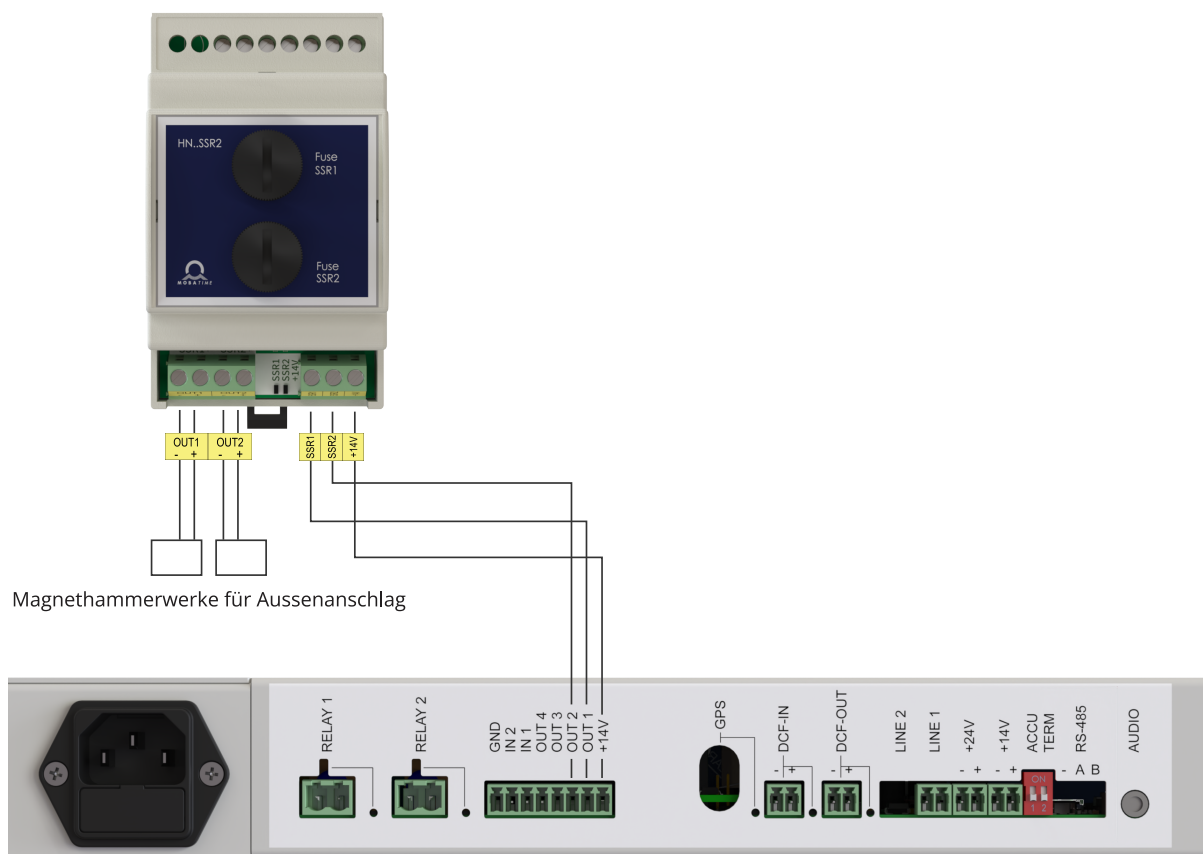 HN..SSR2
Fuse
SSR1
Fuse
SSR2
MOBATIME
SSR1
SSR2
+14V
OUT1
- +
OUT2
- +
SSR1
SSR2
+14V
Magnethammerwerke für Aussenanschlag
RELAY 1
RELAY 2
GND
IN 2
IN 1
OUT 4
OUT 3
OUT 2
OUT 1
+14V
GPS
DCF-IN
- +
DCF-OUT
- +
LINE 2
LINE 1
+24V
- +
+14V
- +
ACCU
TERM
ON
1 2
RS-485
- A B
AUDIO